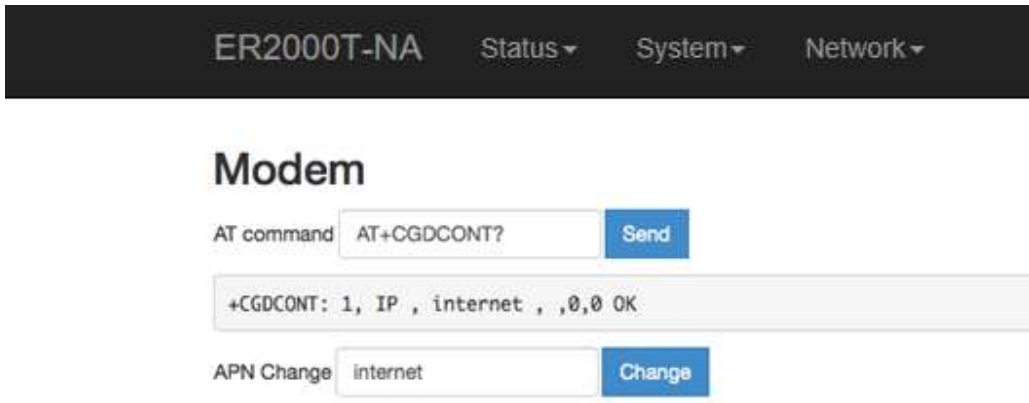 ER2000T-NA Status System Network
Modem
AT command AT+CGDCONT? Send
+CGDCONT: 1, IP , internet , ,0,0 OK
APN Change internet Change